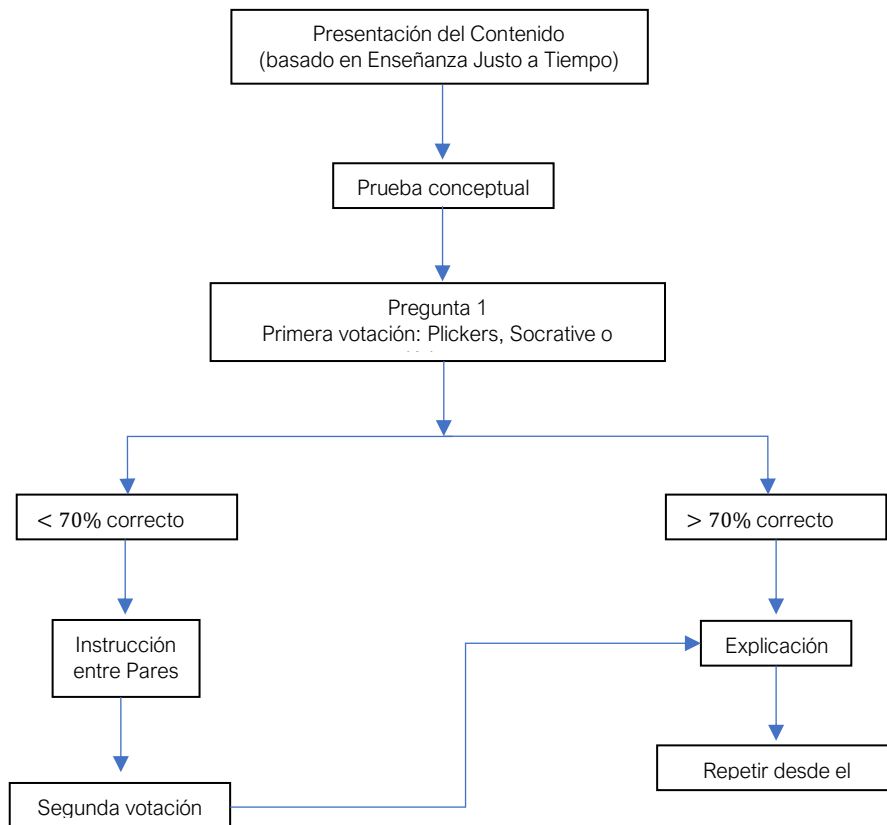 Presentación del Contenido
(basado en Enseñanza Justo a Tiempo)
Prueba conceptual
Pregunta 1
Primera votación: Plickers, Socrative o
< 70% correcto
> 70% correcto
Instrucción
entre Pares
Explicación
Segunda votación
Repetir desde el